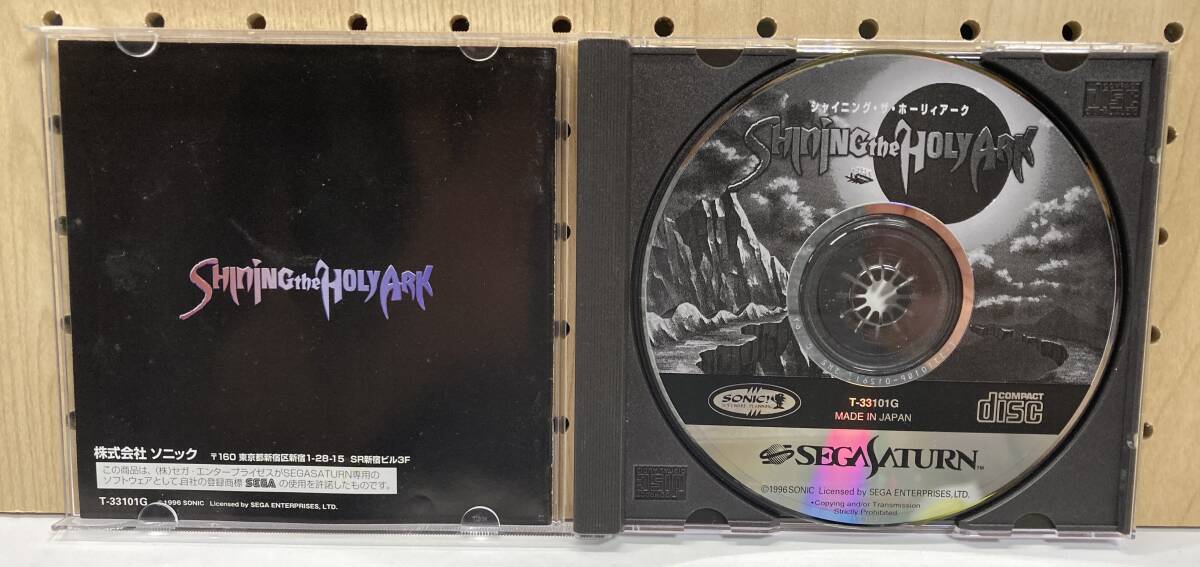 SHINING the HOLY ARK
株式会社 ソニック 〒160 東京都新宿区新宿1-28-15 SR新宿ビル3F
この商品は、(株)セガ・エンタープライゼスがSEGASATURN専用の
ソフトウェアとして、自社の登録商標 SEGA の使用を許諾したものです。
T-33101G ©1996 SONIC Licensed by SEGA ENTERPRISES, LTD.
シャイニング・ザ・ホーリィアーク
SHINING the HOLY ARK
SONIC!
SOFTWARE PLANNING
T-33101G
MADE IN JAPAN
COMPACT
disc
SEGA SATURN™
©1996 SONIC Licensed by SEGA ENTERPRISES, LTD.
•Copying and/or Transmission
Strictly Prohibited.